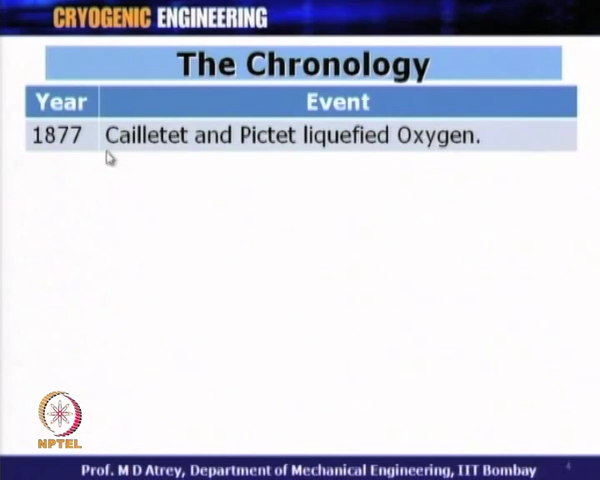 CRYOGENIC ENGINEERING
The Chronology
Year Event
1877 Cailletet and Pictet liquefied Oxygen.
NPTEL
Prof. M D Atrey, Department of Mechanical Engineering, IIT Bombay 4